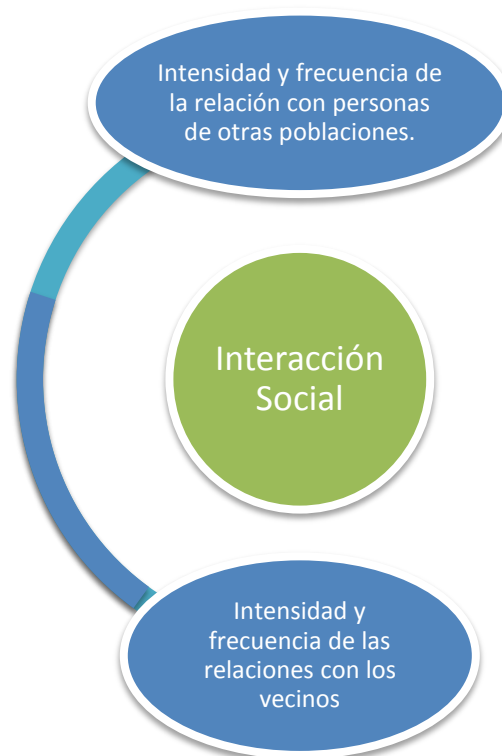 Intensidad y frecuencia de
la relación con personas
de otras poblaciones.
Interacción
Social
Intensidad y
frecuencia de las
relaciones con los
vecinos